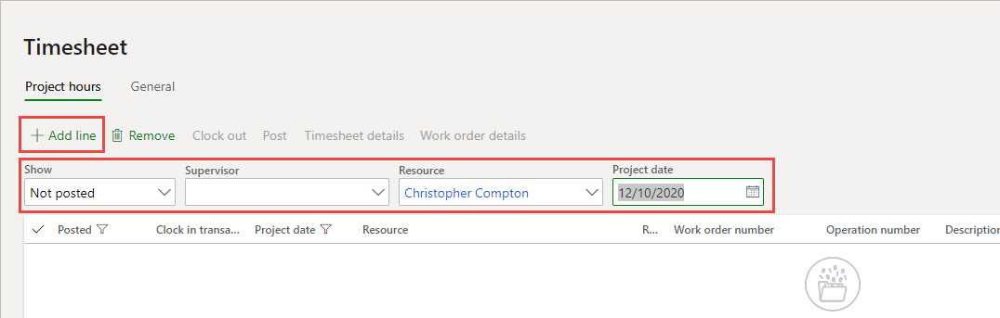 Timesheet
Project hours General
Add line Remove Clock out Post Timesheet details Work order details
Show Supervisor Resource Project date
Not posted Christopher Compton 12/10/2020
Posted Clock in transa... Project date Resource R... Work order number Operation number Description